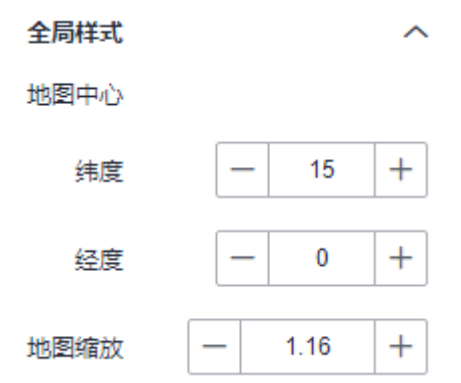 全局样式
地图中心
纬度 — 15 +
经度 — 0 +
地图缩放 — 1.16 +